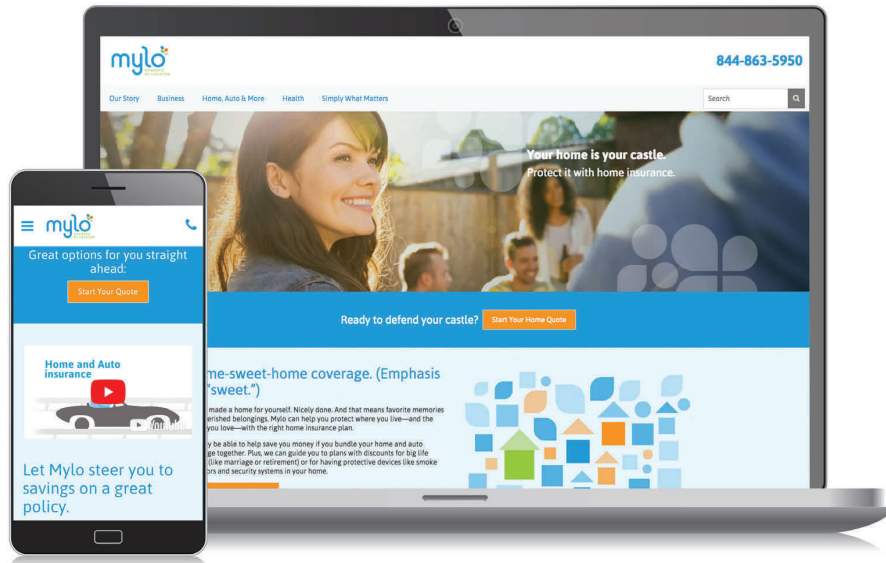 mylo
POWERED
BY LOCKTON
844-863-5950
Our Story Business Home, Auto & More Health Simply What Matters
Search
Your home is your castle.
Protect it with home insurance.
Ready to defend your castle? Start Your Home Quote
me-sweet-home coverage. (Emphasis
"sweet.")
made a home for yourself. Nicely done. And that means favorite memories
erished belongings. Mylo can help you protect where you live—and the
you love—with the right home insurance plan.
y be able to help save you money if you bundle your home and auto
ge together. Plus, we can guide you to plans with discounts for big life
(like marriage or retirement) or for having protective devices like smoke
ors and security systems in your home.
mylo
POWERED
BY LOCKTON
Great options for you straight
ahead:
Start Your Quote
Home and Auto
insurance
YouTube
Let Mylo steer you to
savings on a great
policy.